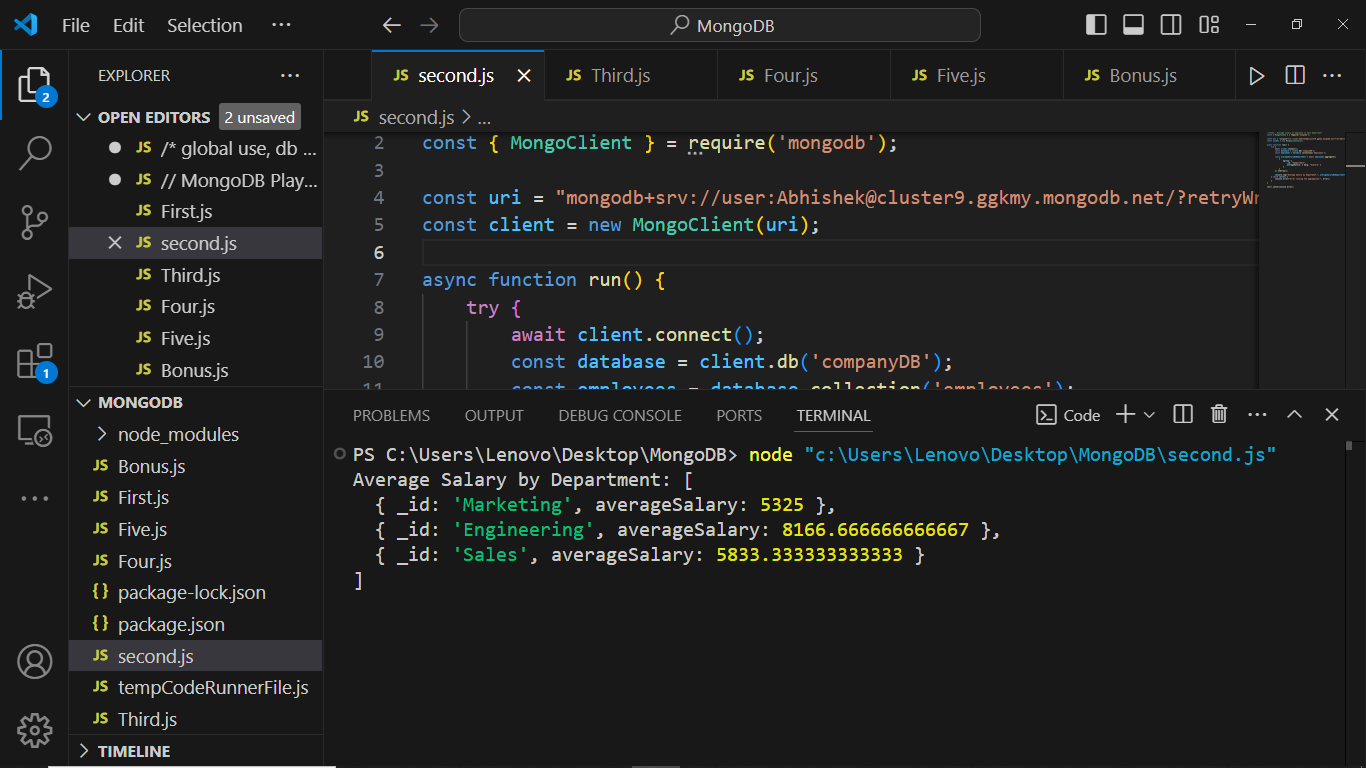 File Edit Selection ···
MongoDB
EXPLORER ···
OPEN EDITORS 2 unsaved
JS /* global use, db ...
JS // MongoDB Play...
JS First.js
JS second.js
JS Third.js
JS Four.js
JS Five.js
JS Bonus.js
MONGODB
node_modules
JS Bonus.js
JS First.js
JS Five.js
JS Four.js
{} package-lock.json
{} package.json
JS second.js
JS tempCodeRunnerFile.js
JS Third.js
TIMELINE
2
1
JS second.js JS Third.js JS Four.js JS Five.js JS Bonus.js
JS second.js > ...
2 const { MongoClient } = require('mongodb');
3
4 const uri = "mongodb+srv://user:Abhishek@cluster9.ggkmy.mongodb.net/?retryWr
5 const client = new MongoClient(uri);
6
7 async function run() {
8 try {
9 await client.connect();
10 const database = client.db('companyDB');
11 const employees = database.collection('employees');
PROBLEMS OUTPUT DEBUG CONSOLE PORTS TERMINAL Code
PS C:\Users\Lenovo\Desktop\MongoDB> node "c:\Users\Lenovo\Desktop\MongoDB\second.js"
Average Salary by Department: [
{ _id: 'Marketing', averageSalary: 5325 },
{ _id: 'Engineering', averageSalary: 8166.666666666667 },
{ _id: 'Sales', averageSalary: 5833.333333333333 }
]